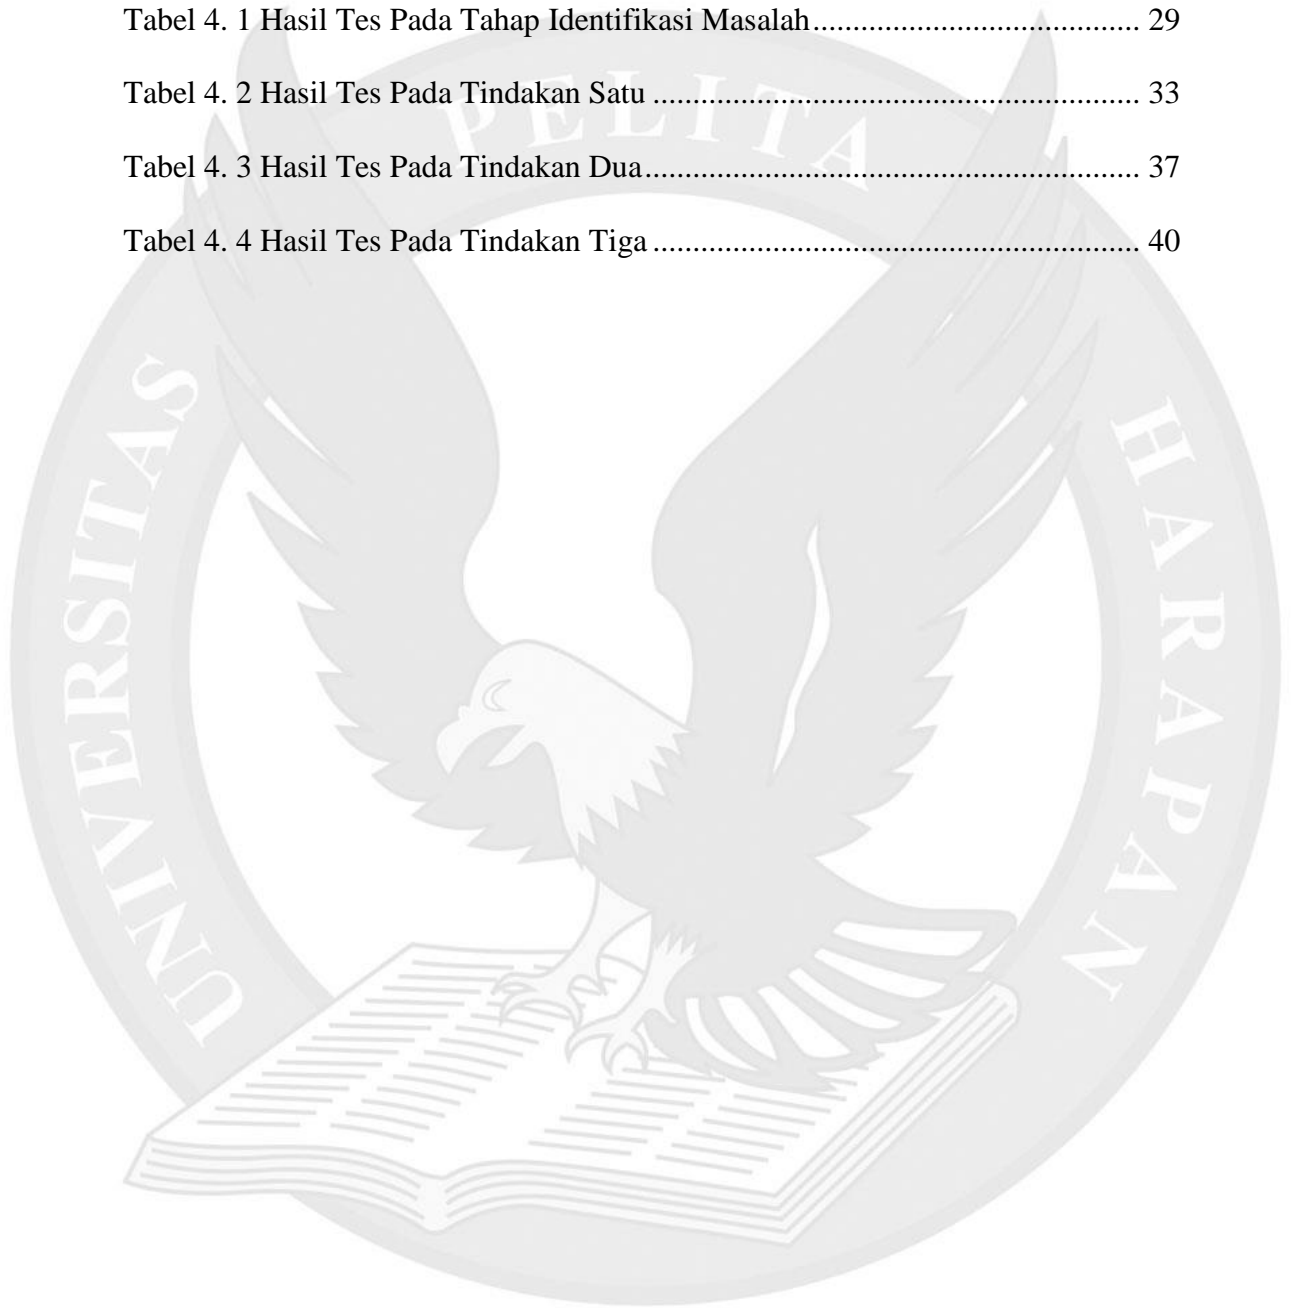 Tabel 4. 1 Hasil Tes Pada Tahap Identifikasi Masalah........................................ 29
Tabel 4. 2 Hasil Tes Pada Tindakan Satu ............................................................ 33
Tabel 4. 3 Hasil Tes Pada Tindakan Dua............................................................. 37
Tabel 4. 4 Hasil Tes Pada Tindakan Tiga ............................................................ 40
UNIVERSITAS PELITA HARAPAN